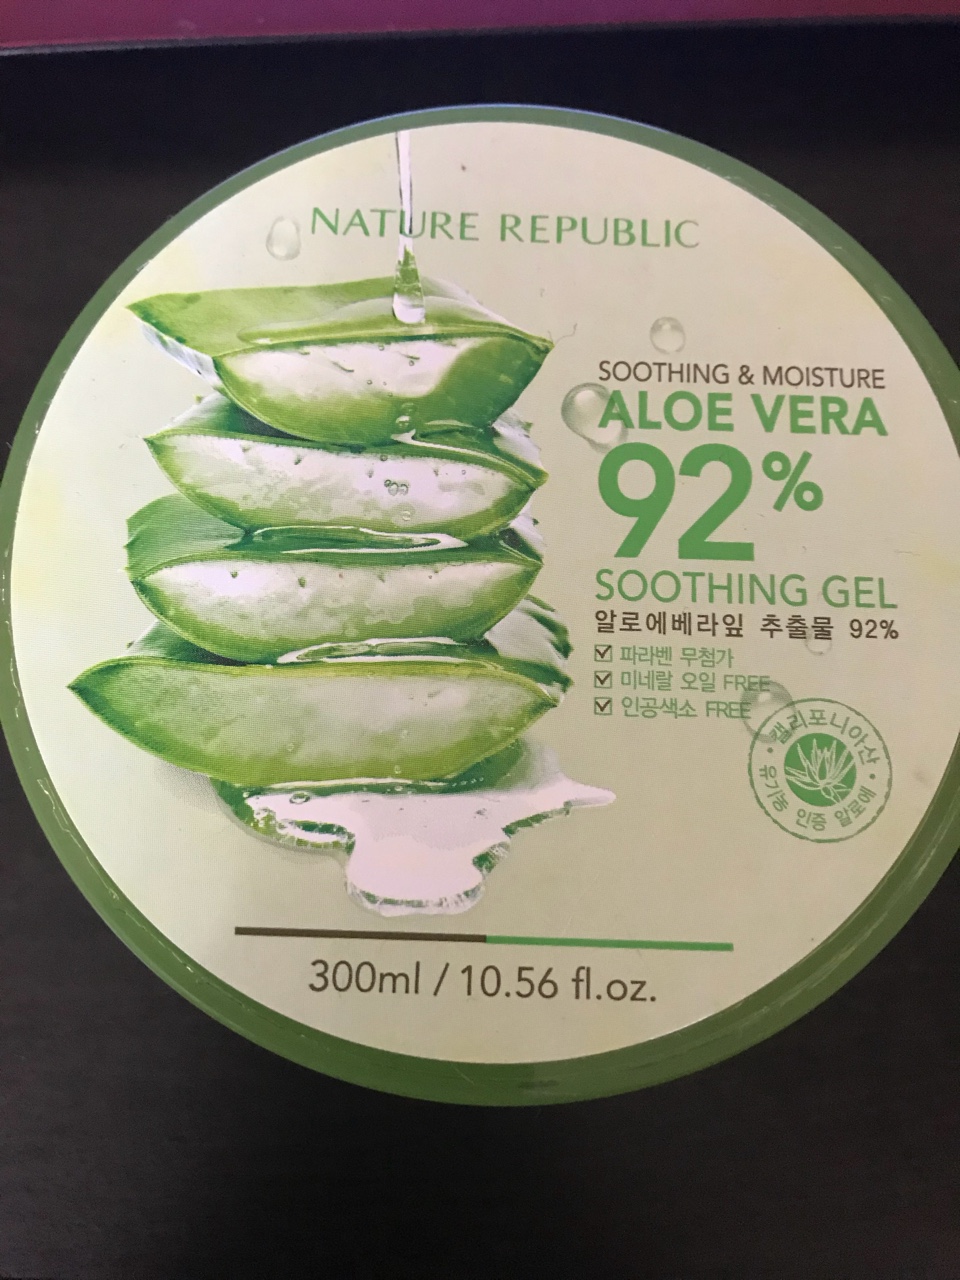 NATURE REPUBLIC
SOOTHING & MOISTURE
ALOE VERA
92%
SOOTHING GEL
알로에베라잎 추출물 92%
파라벤 무첨가
미네랄 오일 FREE
인공색소 FREE
캘리포니아산
유기농 인증 알로에
300ml / 10.56 fl.oz.